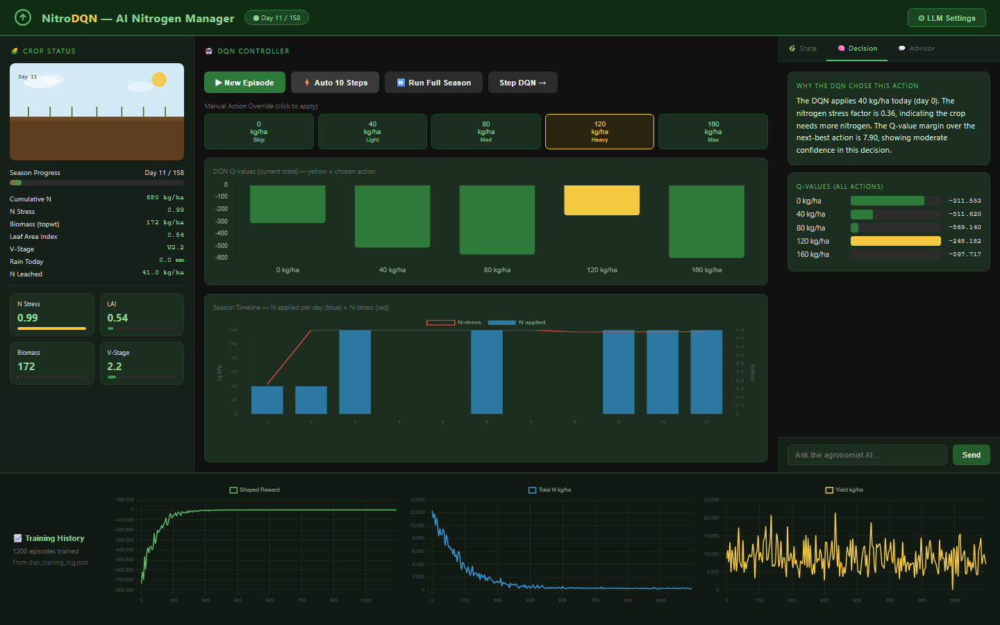 NitroDQN — AI Nitrogen Manager
Day 11 / 158
⚙ LLM Settings
CROP STATUS
Day 11
Season Progress
Day 11 / 158
Cumulative N 680 kg/ha
N Stress 0.99
Biomass (topwt) 172 kg/ha
Leaf Area Index 0.54
V-Stage V2.2
Rain Today 0.0 mm
N Leached 41.0 kg/ha
N Stress
0.99
LAI
0.54
Biomass
172
V-Stage
2.2
DQN CONTROLLER
▶ New Episode
Auto 10 Steps
Run Full Season
Step DQN →
Manual Action Override (click to apply)
0
kg/ha
Skip
40
kg/ha
Light
80
kg/ha
Med
120
kg/ha
Heavy
160
kg/ha
Max
DQN Q-values (current state) — yellow = chosen action
0
-100
-200
-300
-400
-500
-600
0 kg/ha 40 kg/ha 80 kg/ha 120 kg/ha 160 kg/ha
Season Timeline — N applied per day (blue) + N-stress (red)
N-stress N applied
kg N/ha
120
100
80
60
40
20
0
1 2 3 4 5 6 7 8 9 10 11
1.0
0.9
0.8
0.7
0.6
0.5
0.4
0.3
0.2
0.1
0
N stress
State
Decision
Advisor
WHY THE DQN CHOSE THIS ACTION
The DQN applies 40 kg/ha today (day 0). The
nitrogen stress factor is 0.36, indicating the crop
needs more nitrogen. The Q-value margin over the
next-best action is 7.90, showing moderate
confidence in this decision.
Q-VALUES (ALL ACTIONS)
0 kg/ha -311.553
40 kg/ha -511.620
80 kg/ha -569.140
120 kg/ha -248.182
160 kg/ha -597.717
Ask the agronomist AI...
Send
Training History
1200 episodes trained
From dqn_training_log.json
Shaped Reward
100,000
0
-100,000
-200,000
-300,000
-400,000
-500,000
-600,000
-700,000
-800,000
5 155 305 455 605 755 905 1055
Total N kg/ha
14,000
12,000
10,000
8,000
6,000
4,000
2,000
0
5 155 305 455 605 755 905 1055
Yield kg/ha
25,000
20,000
15,000
10,000
5,000
0
5 155 305 455 605 755 905 1055